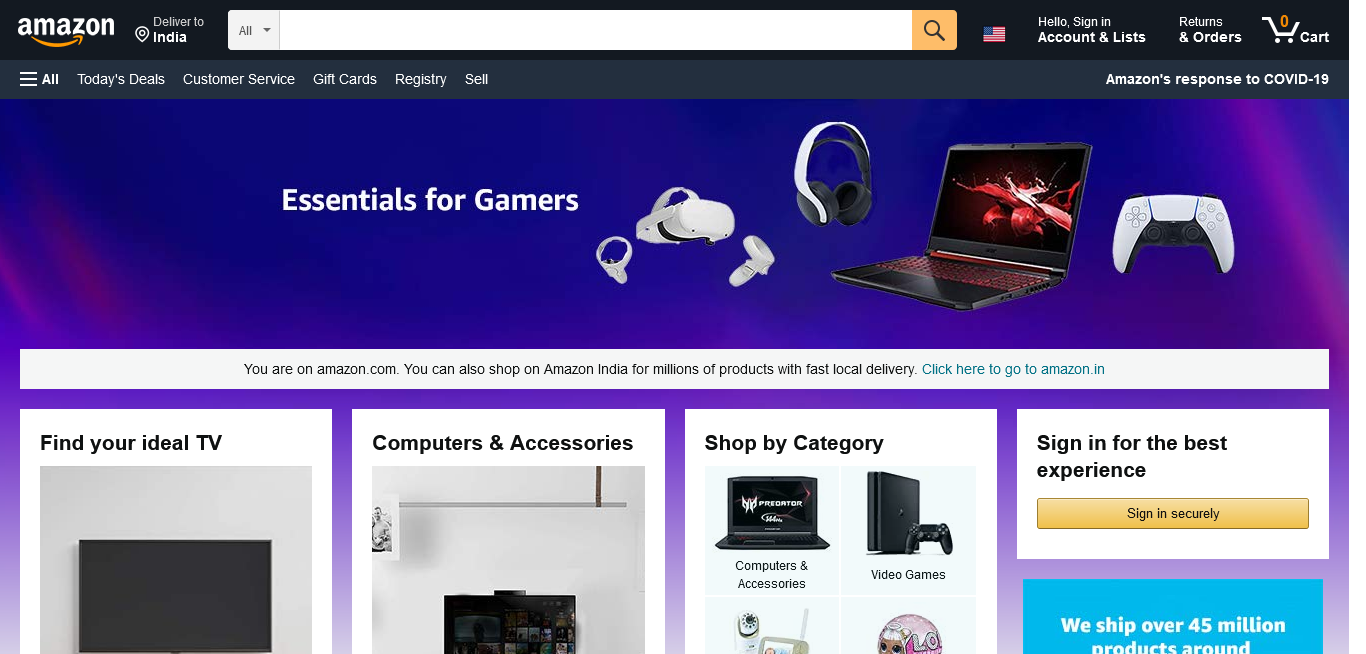 amazon
Deliver to
India
All
Hello, Sign in
Account & Lists
Returns
& Orders
0
Cart
All
Today's Deals
Customer Service
Gift Cards
Registry
Sell
Amazon's response to COVID-19
Essentials for Gamers
You are on amazon.com. You can also shop on Amazon India for millions of products with fast local delivery. Click here to go to amazon.in
Find your ideal TV
Computers & Accessories
Shop by Category
PREDATOR
144Hz
Computers &
Accessories
Video Games
Sign in for the best
experience
Sign in securely
We ship over 45 million
products around